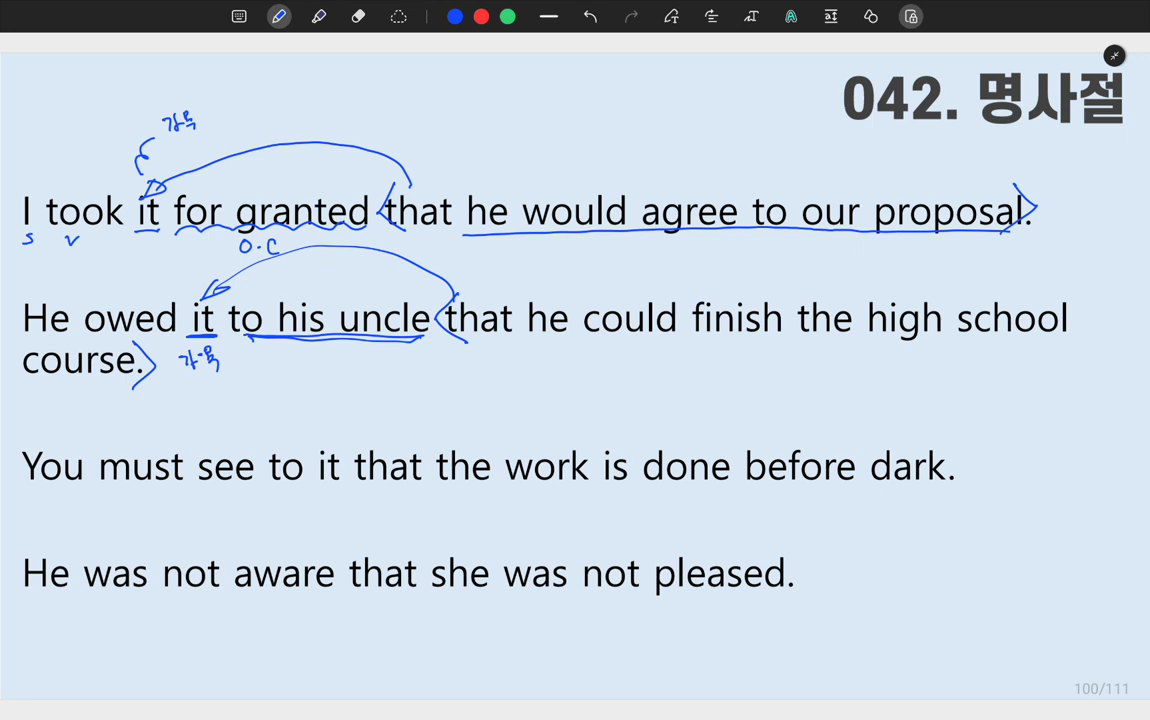 042. 명사절
가목
I took it for granted that he would agree to our proposal.
S V
O.C
He owed it to his uncle that he could finish the high school
course.
가·목
You must see to it that the work is done before dark.
He was not aware that she was not pleased.
100/111